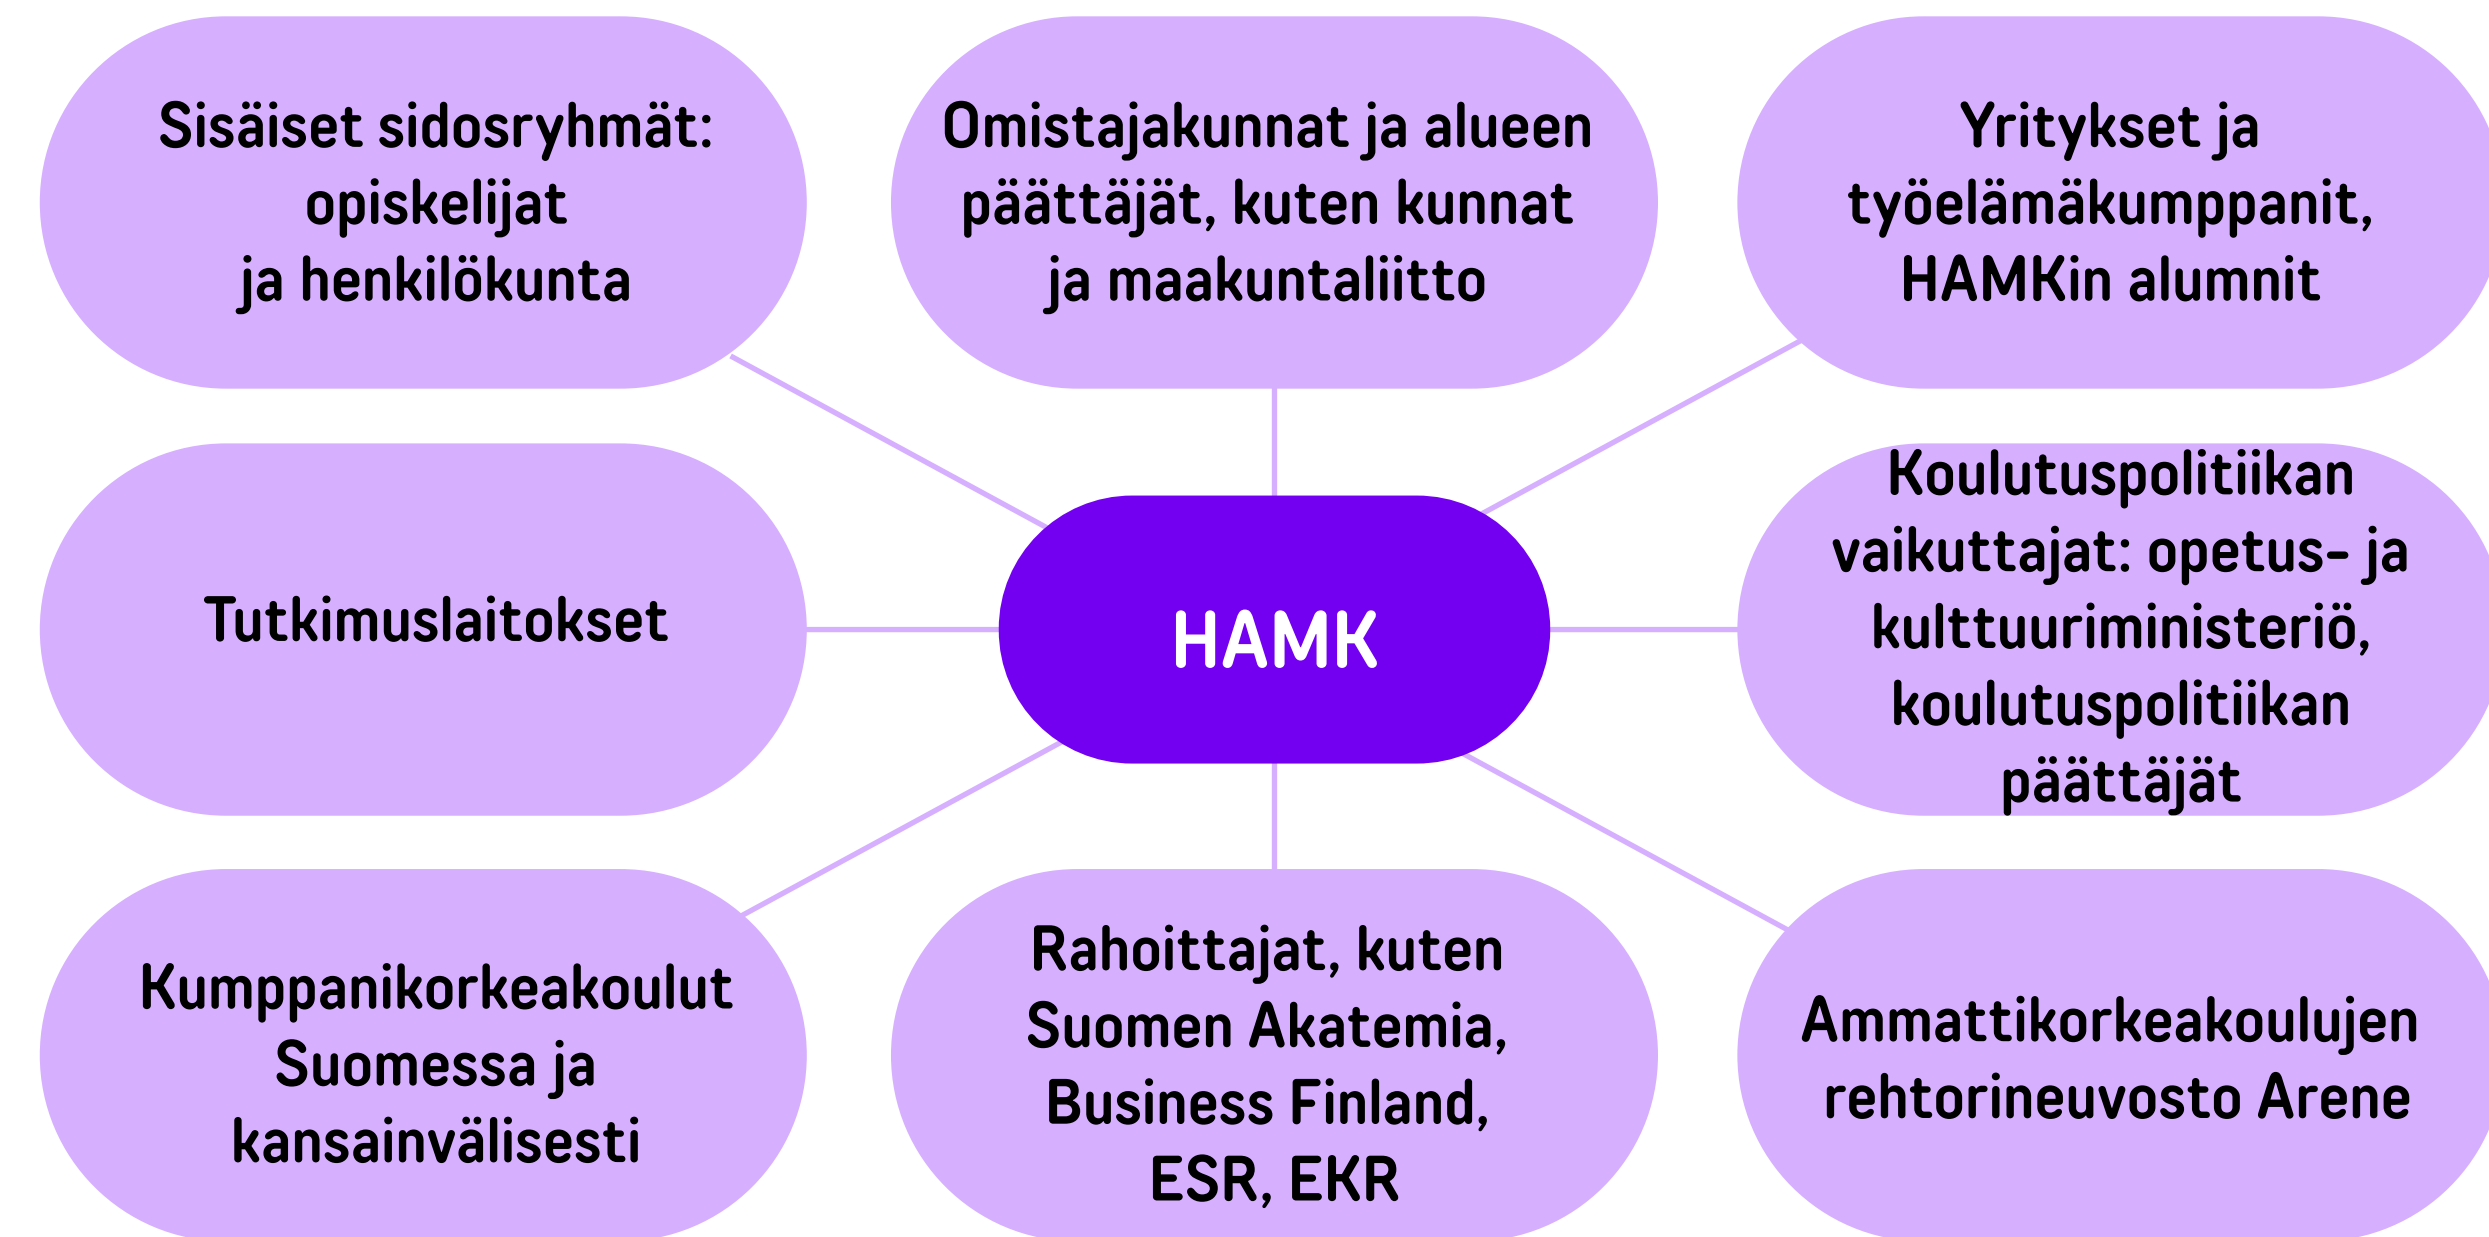 Sisäiset sidosryhmät:
opiskelijat
ja henkilökunta
Omistajakunnat ja alueen
päättäjät, kuten kunnat
ja maakuntaliitto
Yritykset ja
työelämäkumppanit,
HAMKin alumnit
Tutkimuslaitokset
HAMK
Koulutuspolitiikan
vaikuttajat: opetus- ja
kulttuuriministeriö,
koulutuspolitiikan
päättäjät
Kumppanikorkeakoulut
Suomessa ja
kansainvälisesti
Rahoittajat, kuten
Suomen Akatemia,
Business Finland,
ESR, EKR
Ammattikorkeakoulujen
rehtorineuvosto Arene